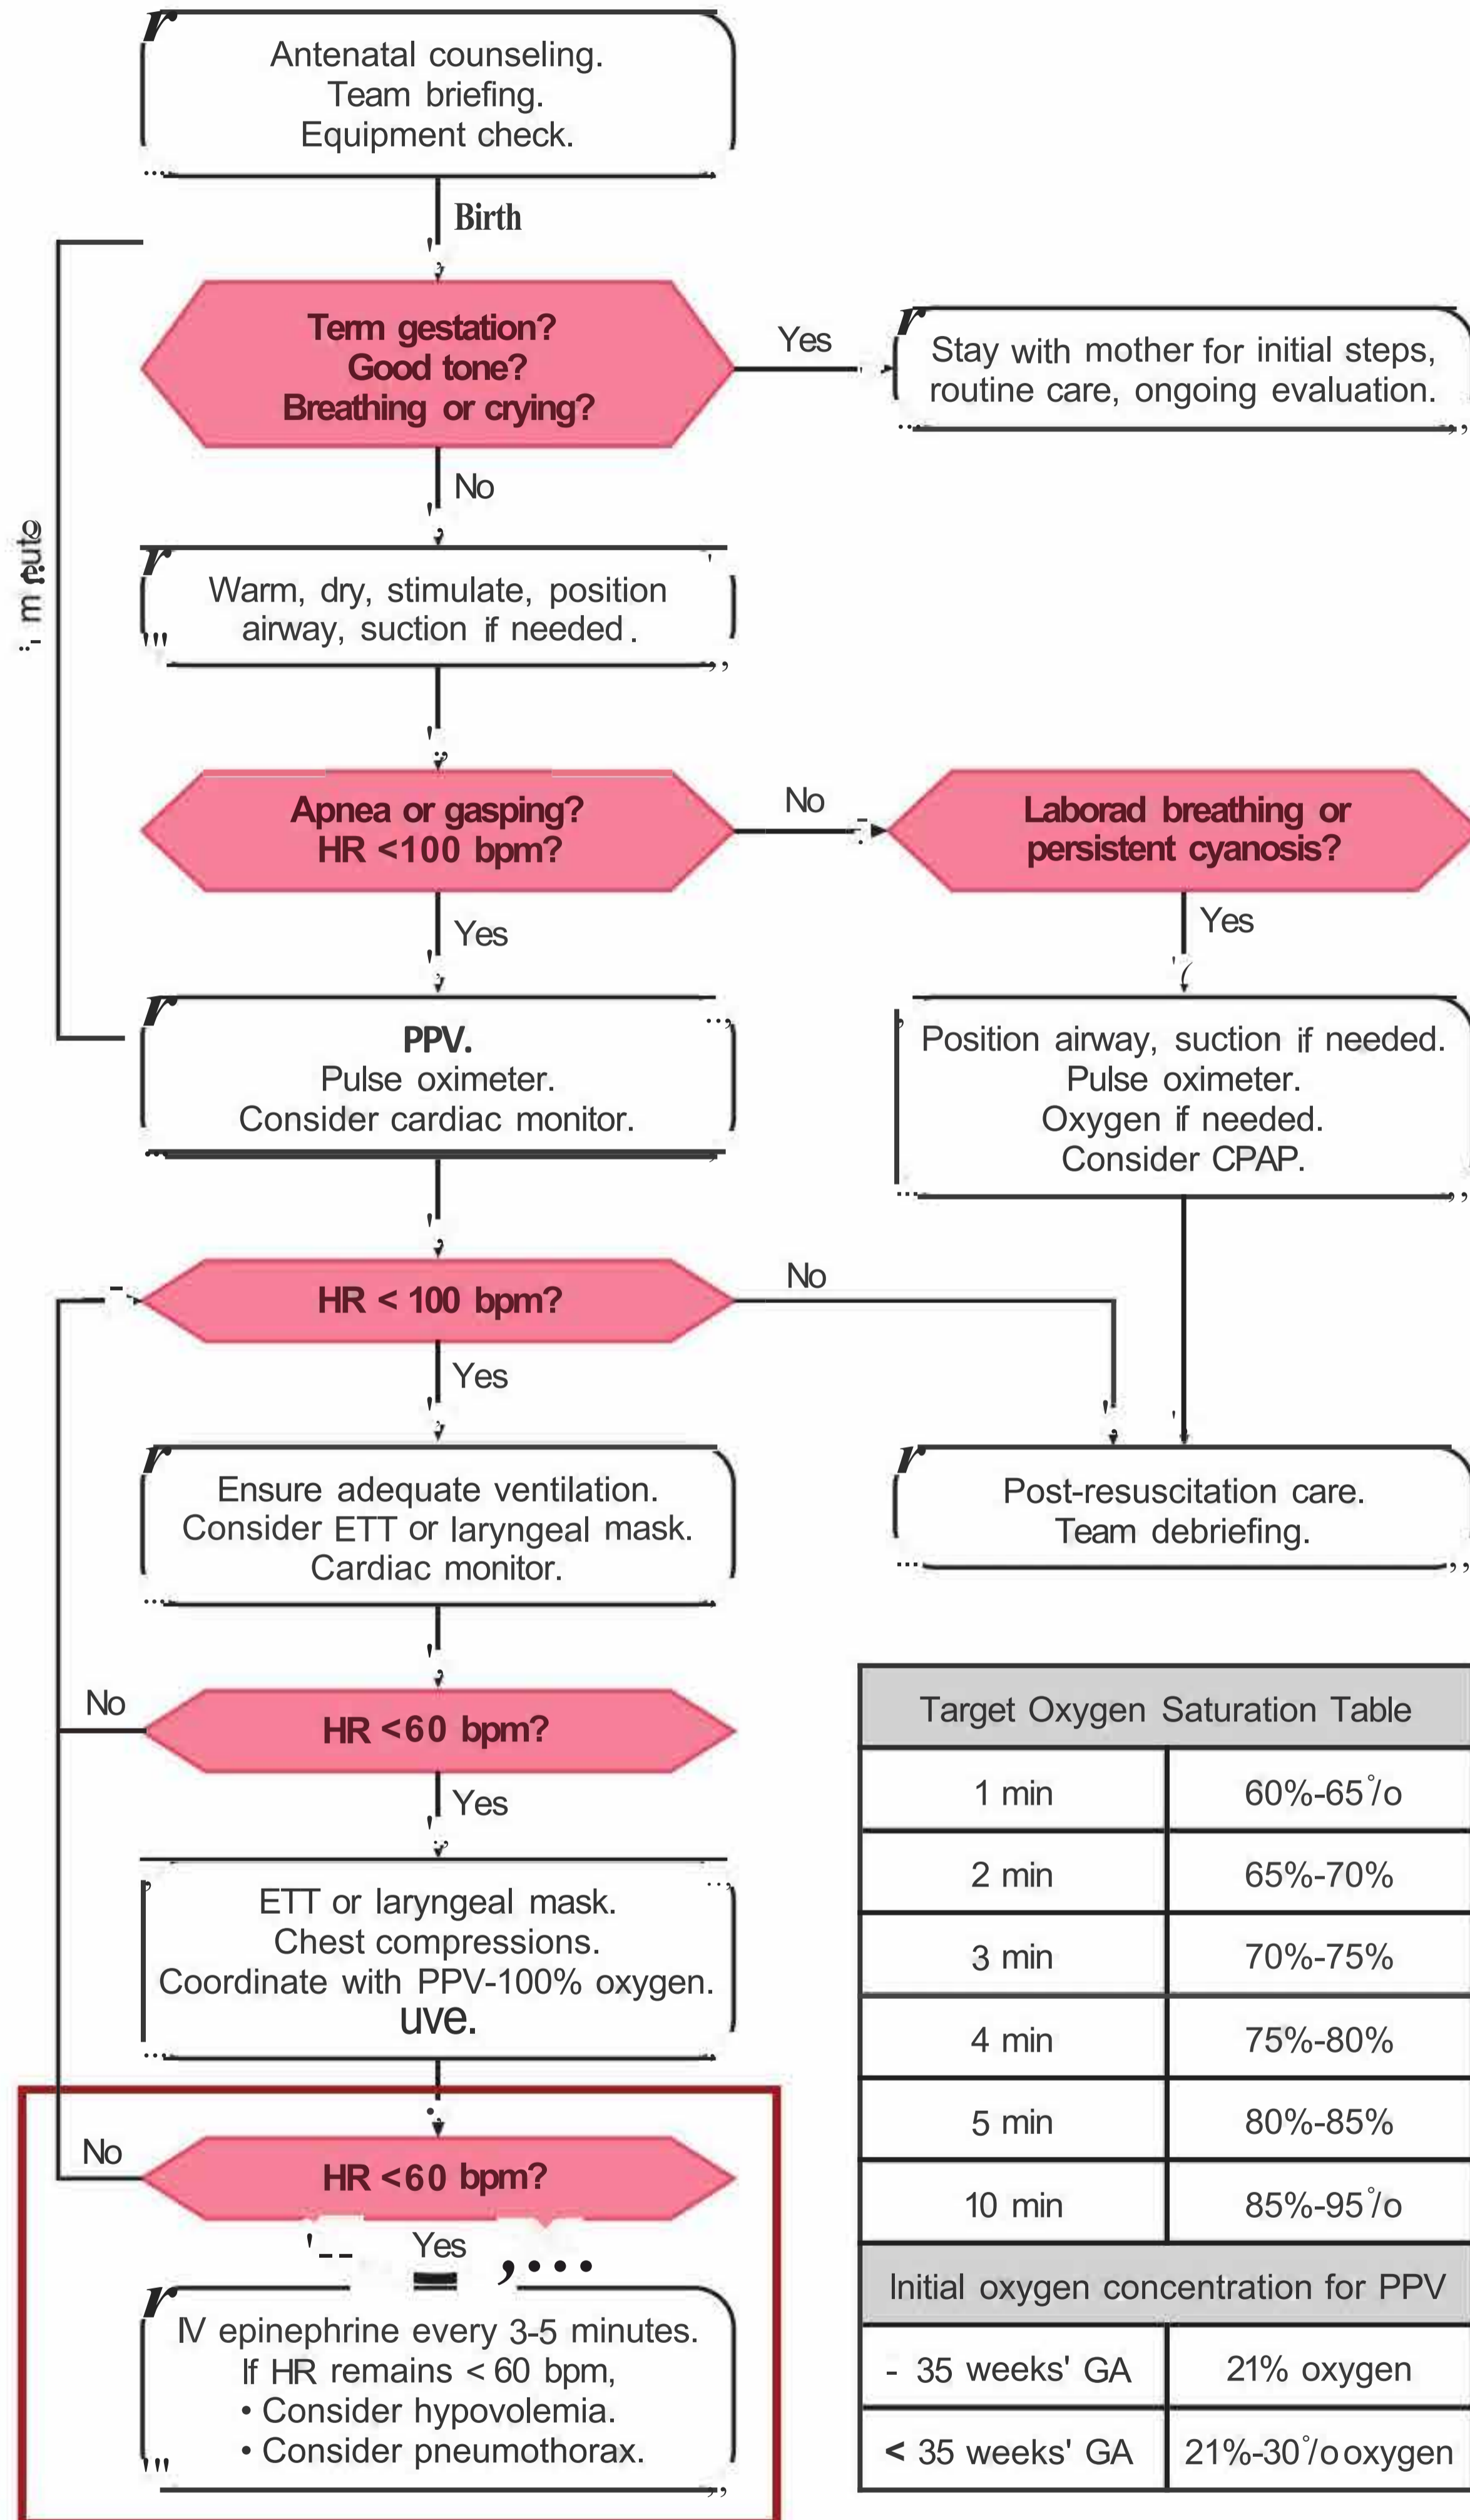 Antenatal counseling.
Team briefing.
Equipment check.
Birth
Term gestation?
Good tone?
Breathing or crying?
Yes
Stay with mother for initial steps,
routine care, ongoing evaluation.
No
Warm, dry, stimulate, position
airway, suction if needed.
Apnea or gasping?
HR <100 bpm?
No
Laborad breathing or
persistent cyanosis?
Yes
Yes
PPV.
Pulse oximeter.
Consider cardiac monitor.
Position airway, suction if needed.
Pulse oximeter.
Oxygen if needed.
Consider CPAP.
HR < 100 bpm?
No
Yes
Ensure adequate ventilation.
Consider ETT or laryngeal mask.
Cardiac monitor.
Post-resuscitation care.
Team debriefing.
No
HR <60 bpm?
Yes
ETT or laryngeal mask.
Chest compressions.
Coordinate with PPV-100% oxygen.
uve.
No
HR <60 bpm?
Yes
IV epinephrine every 3-5 minutes.
If HR remains < 60 bpm,
• Consider hypovolemia.
• Consider pneumothorax.
Target Oxygen Saturation Table
1 min 60%-65°/o
2 min 65%-70%
3 min 70%-75%
4 min 75%-80%
5 min 80%-85%
10 min 85%-95°/o
Initial oxygen concentration for PPV
- 35 weeks' GA 21% oxygen
< 35 weeks' GA 21%-30°/o oxygen